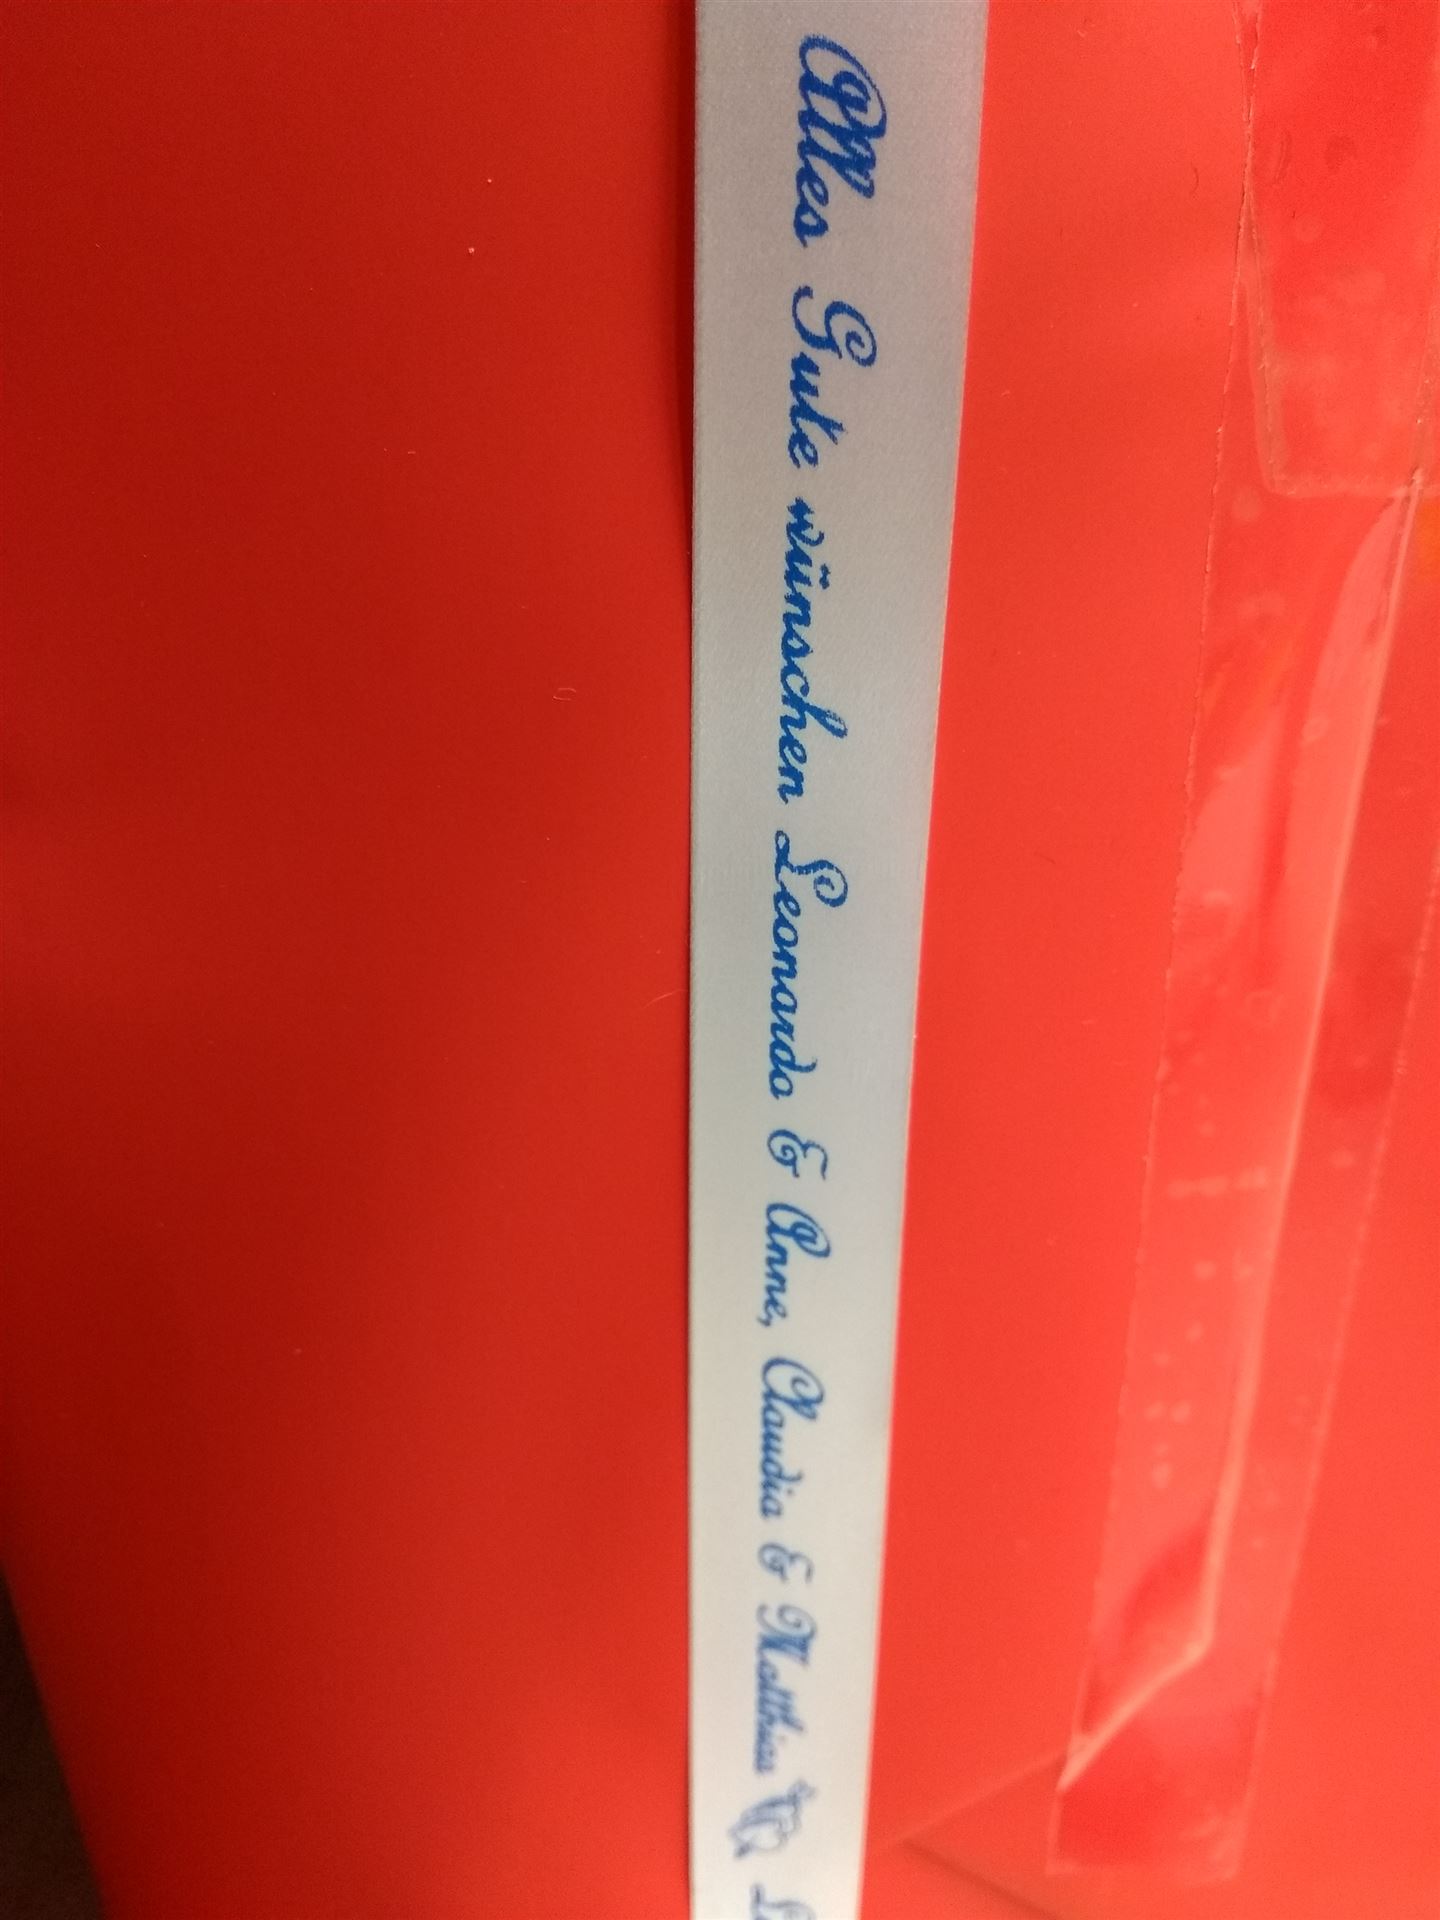 Alles Gute wünschen Leonardo & Anne, Claudia & Matthias